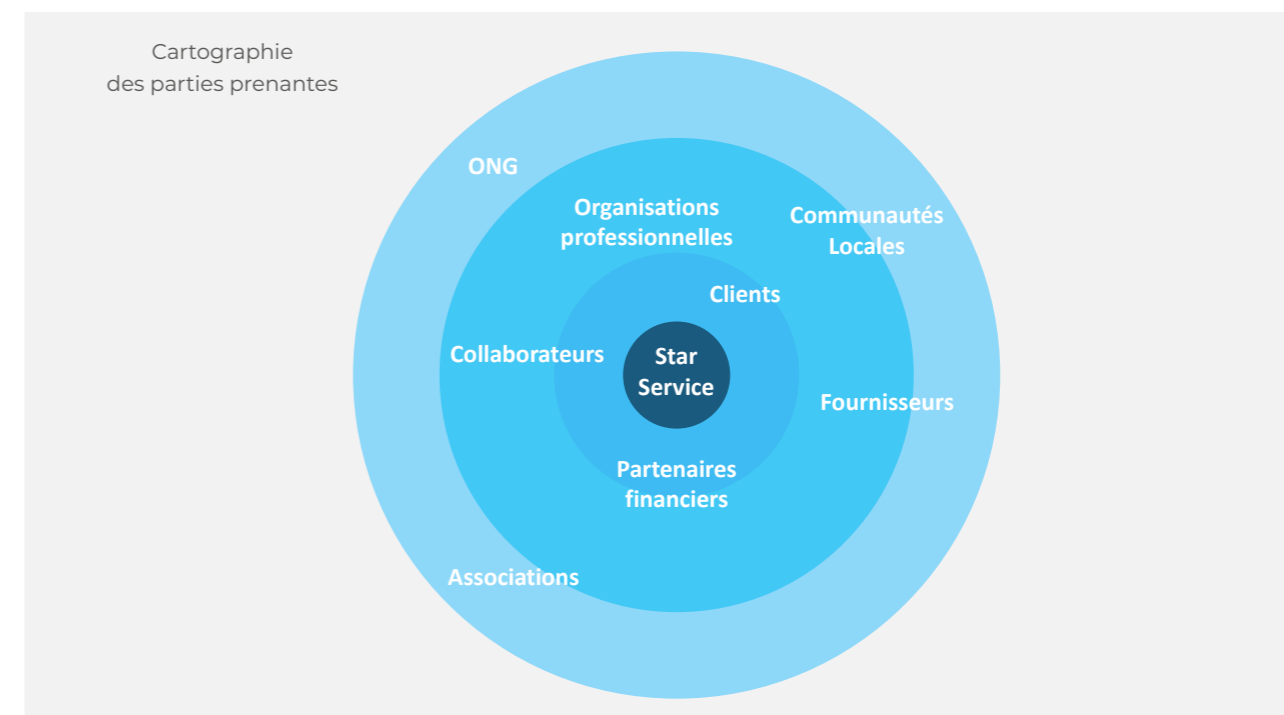 Cartographie
des parties prenantes
ONG
Organisations
professionnelles
Communautés
Locales
Clients
Collaborateurs
Star
Service
Fournisseurs
Partenaires
financiers
Associations